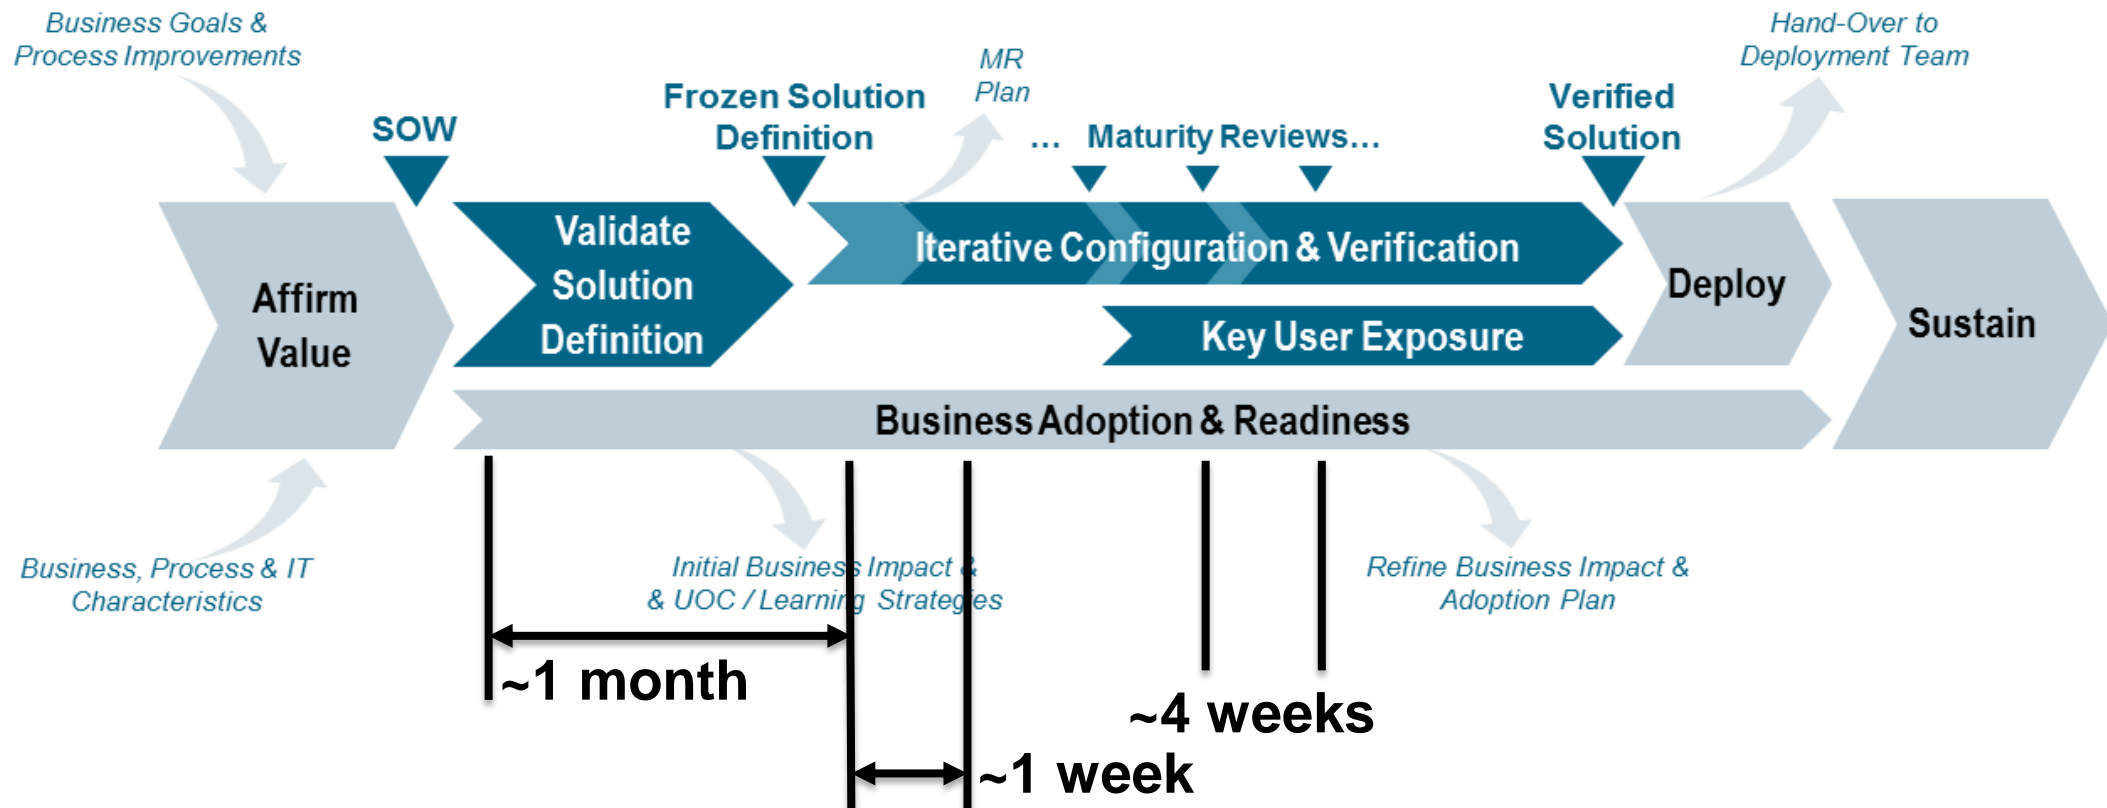 Business Goals &
Process Improvements
SOW
Frozen Solution
Definition
MR
Plan
... Maturity Reviews...
Verified
Solution
Hand-Over to
Deployment Team
Affirm
Value
Validate
Solution
Definition
Iterative Configuration & Verification
Key User Exposure
Deploy
Sustain
Business Adoption & Readiness
Business, Process & IT
Characteristics
Initial Business Impact &
& UOC / Learning Strategies
Refine Business Impact &
Adoption Plan
~1 month
~4 weeks
~1 week